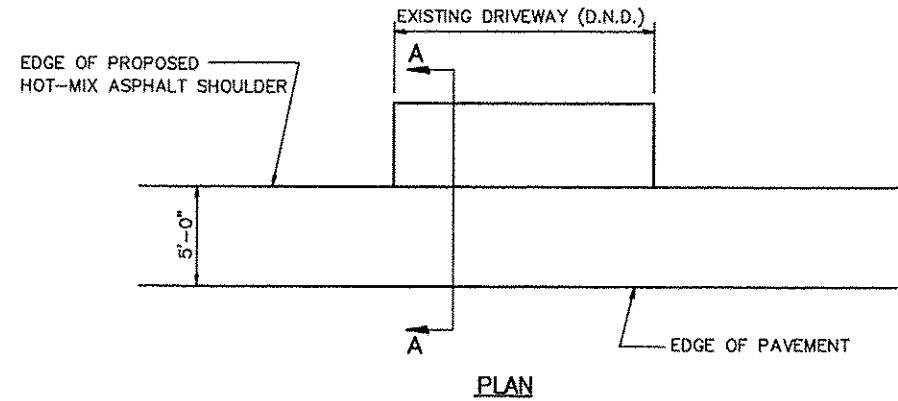 EXISTING DRIVEWAY (D.N.D.)
A
EDGE OF PROPOSED
HOT-MIX ASPHALT SHOULDER
5'-0"
A
EDGE OF PAVEMENT
PLAN